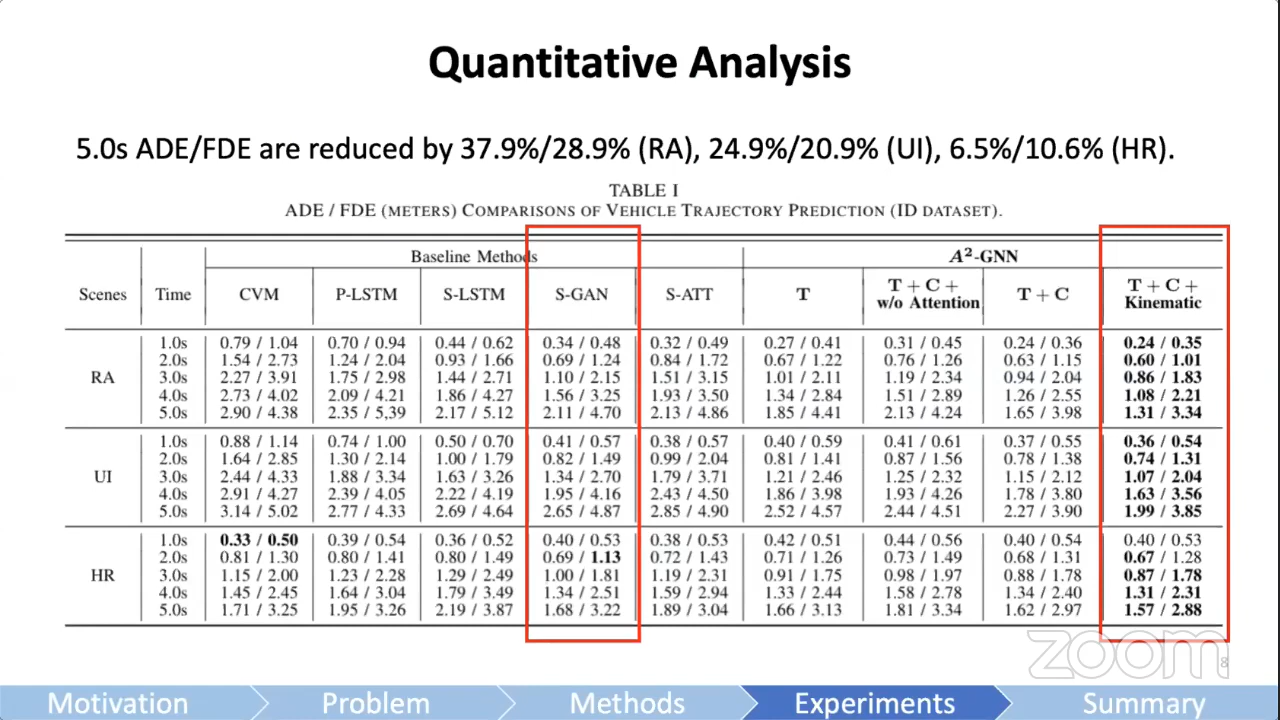 Quantitative Analysis
5.0s ADE/FDE are reduced by 37.9%/28.9% (RA), 24.9%/20.9% (UI), 6.5%/10.6% (HR).
TABLE I
ADE / FDE (METERS) COMPARISONS OF VEHICLE TRAJECTORY PREDICTION (ID DATASET).
Baseline Methods A²-GNN
Scenes Time CVM P-LSTM S-LSTM S-GAN S-ATT T T + C + w/o Attention T + C T + C + Kinematic
RA
1.0s 0.79 / 1.04 0.70 / 0.94 0.44 / 0.62 0.34 / 0.48 0.32 / 0.49 0.27 / 0.41 0.31 / 0.45 0.24 / 0.36 0.24 / 0.35
2.0s 1.54 / 2.73 1.24 / 2.04 0.93 / 1.66 0.69 / 1.24 0.84 / 1.72 0.67 / 1.22 0.76 / 1.26 0.63 / 1.15 0.60 / 1.01
3.0s 2.27 / 3.91 1.75 / 2.98 1.44 / 2.71 1.10 / 2.15 1.51 / 3.15 1.01 / 2.11 1.19 / 2.34 0.94 / 2.04 0.86 / 1.83
4.0s 2.73 / 4.02 2.09 / 4.21 1.86 / 4.27 1.56 / 3.25 1.93 / 3.50 1.34 / 2.84 1.51 / 2.89 1.26 / 2.55 1.08 / 2.21
5.0s 2.90 / 4.38 2.35 / 5,39 2.17 / 5.12 2.11 / 4.70 2.13 / 4.86 1.85 / 4.41 2.13 / 4.24 1.65 / 3.98 1.31 / 3.34
UI
1.0s 0.88 / 1.14 0.74 / 1.00 0.50 / 0.70 0.41 / 0.57 0.38 / 0.57 0.40 / 0.59 0.41 / 0.61 0.37 / 0.55 0.36 / 0.54
2.0s 1.64 / 2.85 1.30 / 2.14 1.00 / 1.79 0.82 / 1.49 0.99 / 2.04 0.81 / 1.41 0.87 / 1.56 0.78 / 1.38 0.74 / 1.31
3.0s 2.44 / 4.33 1.88 / 3.34 1.63 / 3.26 1.34 / 2.70 1.79 / 3.71 1.21 / 2.46 1.25 / 2.32 1.15 / 2.12 1.07 / 2.04
4.0s 2.91 / 4.27 2.39 / 4.05 2.22 / 4.19 1.95 / 4.16 2.43 / 4.50 1.86 / 3.98 1.93 / 4.26 1.78 / 3.80 1.63 / 3.56
5.0s 3.14 / 5.02 2.77 / 4.33 2.69 / 4.64 2.65 / 4.87 2.85 / 4.90 2.52 / 4.57 2.44 / 4.51 2.27 / 3.90 1.99 / 3.85
HR
1.0s 0.33 / 0.50 0.39 / 0.54 0.36 / 0.52 0.40 / 0.53 0.38 / 0.53 0.42 / 0.51 0.44 / 0.56 0.40 / 0.54 0.40 / 0.53
2.0s 0.81 / 1.30 0.80 / 1.41 0.80 / 1.49 0.69 / 1.13 0.72 / 1.43 0.71 / 1.26 0.73 / 1.49 0.68 / 1.31 0.67 / 1.28
3.0s 1.15 / 2.00 1.23 / 2.28 1.29 / 2.49 1.00 / 1.81 1.19 / 2.31 0.91 / 1.75 0.98 / 1.97 0.88 / 1.78 0.87 / 1.78
4.0s 1.45 / 2.45 1.64 / 3.04 1.79 / 3.49 1.34 / 2.51 1.59 / 2.94 1.33 / 2.44 1.58 / 2.78 1.34 / 2.40 1.31 / 2.31
5.0s 1.71 / 3.25 1.95 / 3.26 2.19 / 3.87 1.68 / 3.22 1.89 / 3.04 1.66 / 3.13 1.81 / 3.34 1.62 / 2.97 1.57 / 2.88
zoom
8
Motivation Problem Methods Experiments Summary